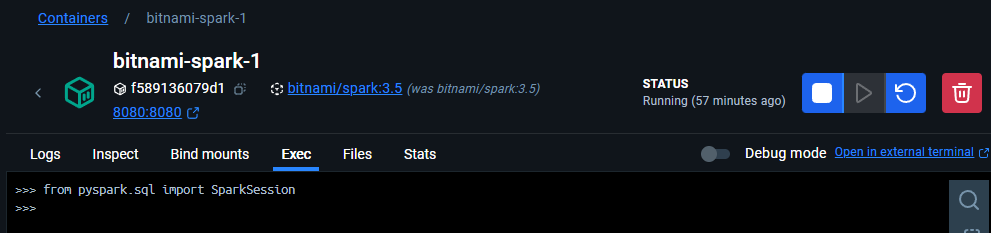 Containers / bitnami-spark-1
bitnami-spark-1
f589136079d1 bitnami/spark:3.5 (was bitnami/spark:3.5)
8080:8080
STATUS
Running (57 minutes ago)
Logs Inspect Bind mounts Exec Files Stats Debug mode Open in external terminal
>>> from pyspark.sql import SparkSession
>>>